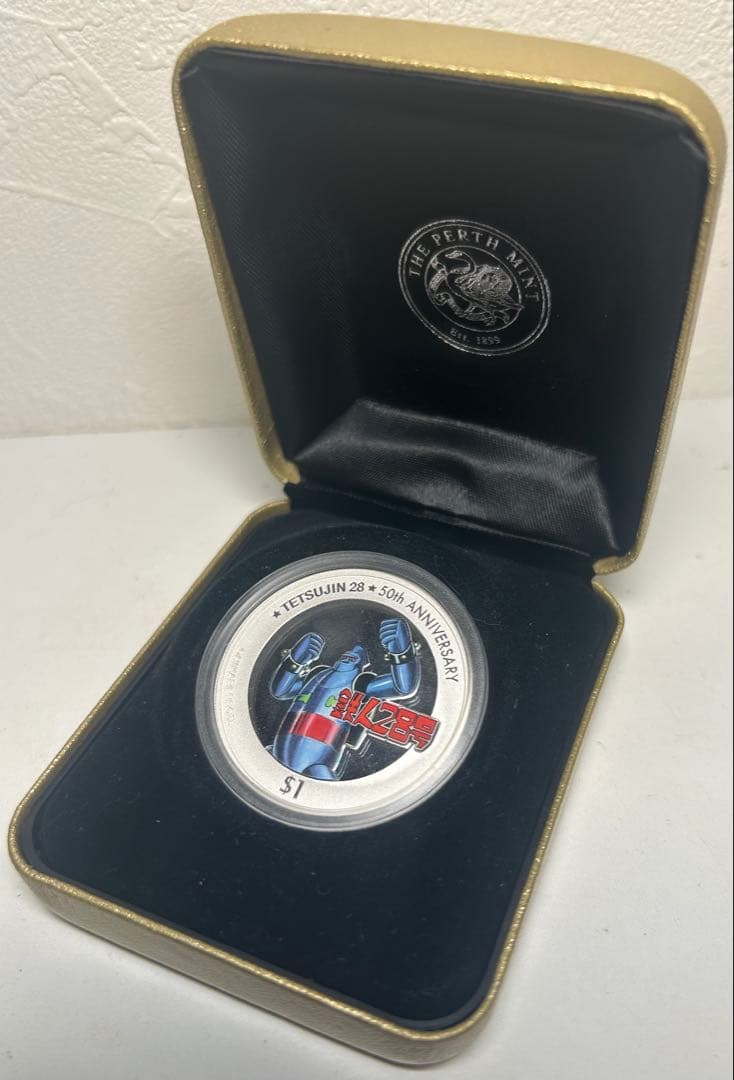 THE PERTH MINT
Est. 1899
★ TETSUJIN 28 ★ 50th ANNIVERSARY
鉄人28号
$1